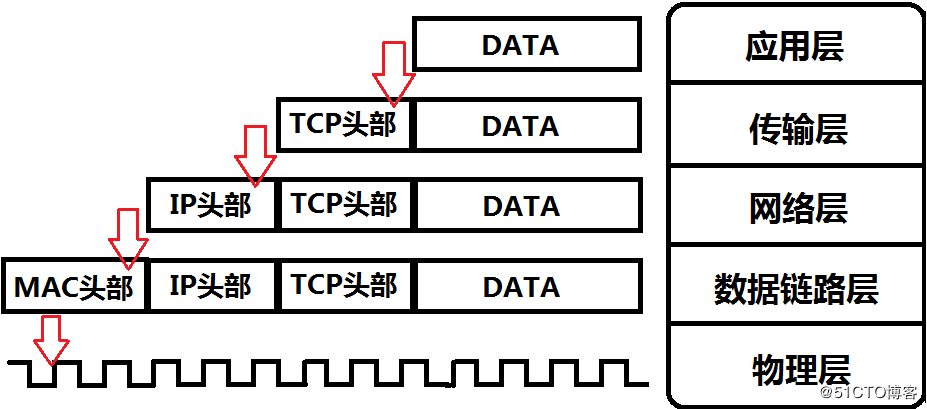 DATA 应用层
TCP头部 DATA 传输层
IP头部 TCP头部 DATA 网络层
MAC头部 IP头部 TCP头部 DATA 数据链路层
物理层
@51CTO博客